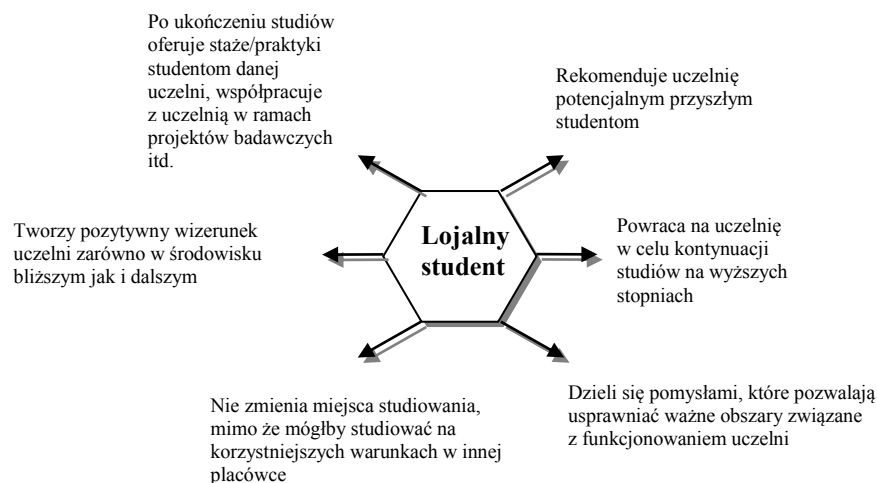 Po ukończeniu studiów
oferuje staże/praktyki
studentom danej
uczelni, współpracuje
z uczelnią w ramach
projektów badawczych
itd.
Rekomenduje uczelnię
potencjalnym przyszłym
studentom
Tworzy pozytywny wizerunek
uczelni zarówno w środowisku
bliższym jak i dalszym
Lojalny
student
Powraca na uczelnię
w celu kontynuacji
studiów na wyższych
stopniach
Nie zmienia miejsca studiowania,
mimo że mógłby studiować na
korzystniejszych warunkach w innej
placówce
Dzieli się pomysłami, które pozwalają
usprawniać ważne obszary związane
z funkcjonowaniem uczelni